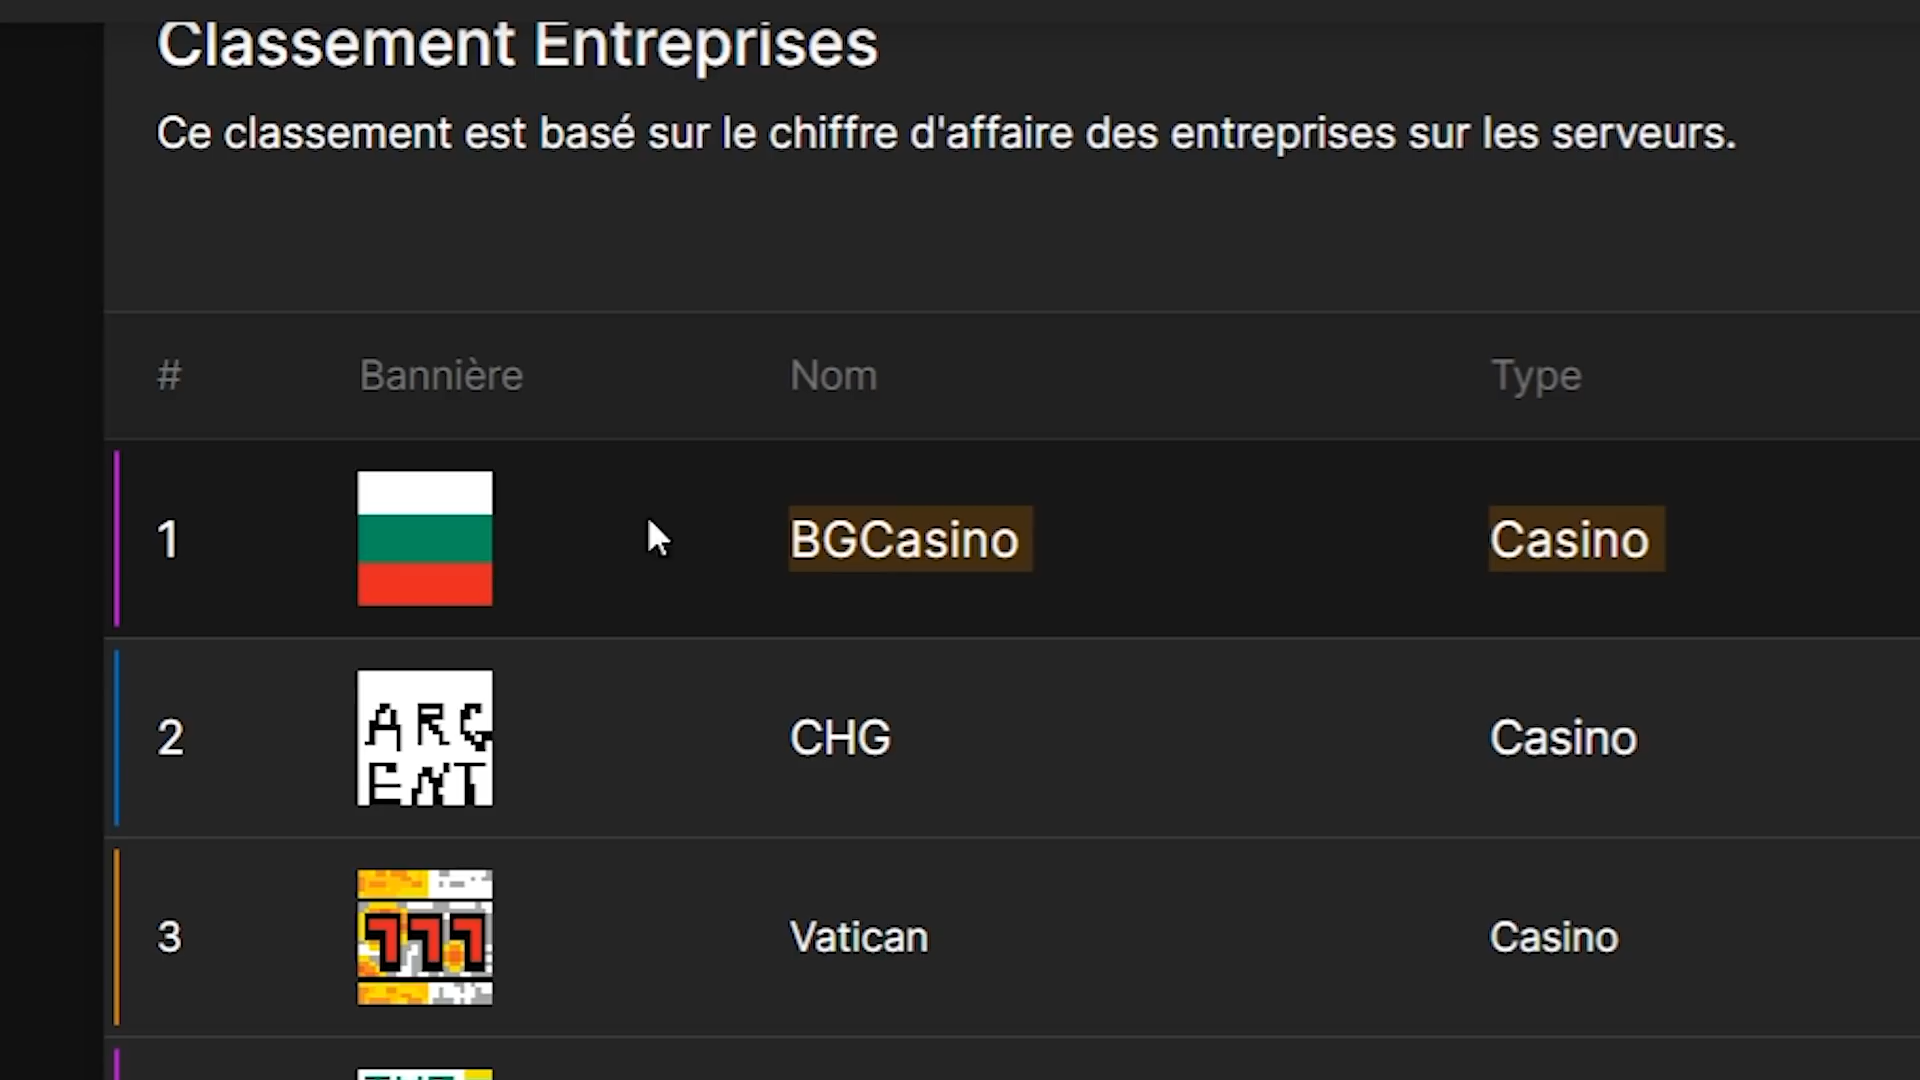 Classement Entreprises
Ce classement est basé sur le chiffre d'affaire des entreprises sur les serveurs.
# Bannière Nom Type
1 BGCasino Casino
ARG
ENT
2 CHG Casino
777
3 Vatican Casino